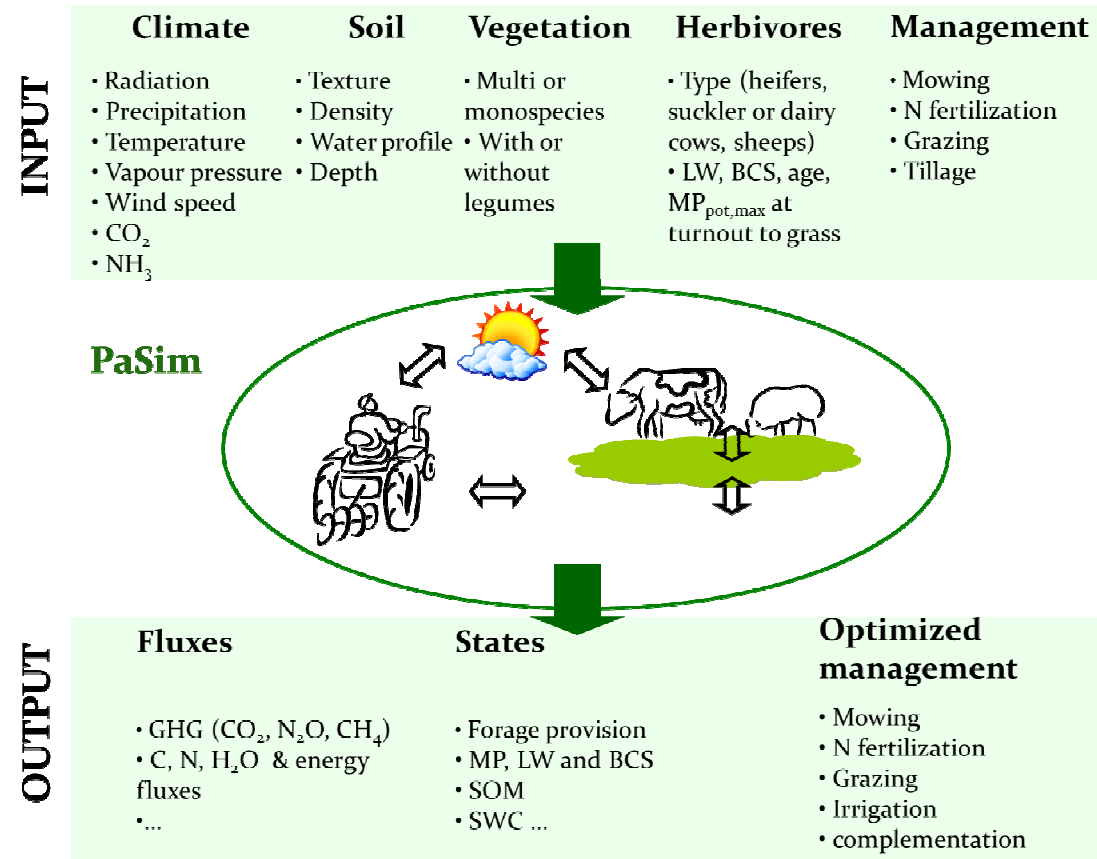 INPUT
Climate
• Radiation
• Precipitation
• Temperature
• Vapour pressure
• Wind speed
• CO₂
• NH₃
Soil
• Texture
• Density
• Water profile
• Depth
Vegetation
• Multi or
monospecies
• With or
without
legumes
Herbivores
• Type (heifers,
suckler or dairy
cows, sheeps)
• LW, BCS, age,
MPpot,max at
turnout to grass
Management
• Mowing
• N fertilization
• Grazing
• Tillage
PaSim
OUTPUT
Fluxes
• GHG (CO₂, N₂O, CH₄)
• C, N, H₂O & energy
fluxes
•...
States
• Forage provision
• MP, LW and BCS
• SOM
• SWC ...
Optimized
management
• Mowing
• N fertilization
• Grazing
• Irrigation
• complementation